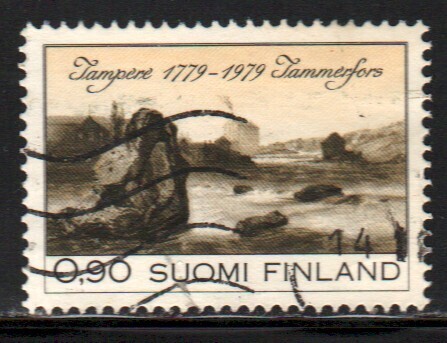 Tampere 1779-1979 Tammerfors
0,90 SUOMI FINLAND
14